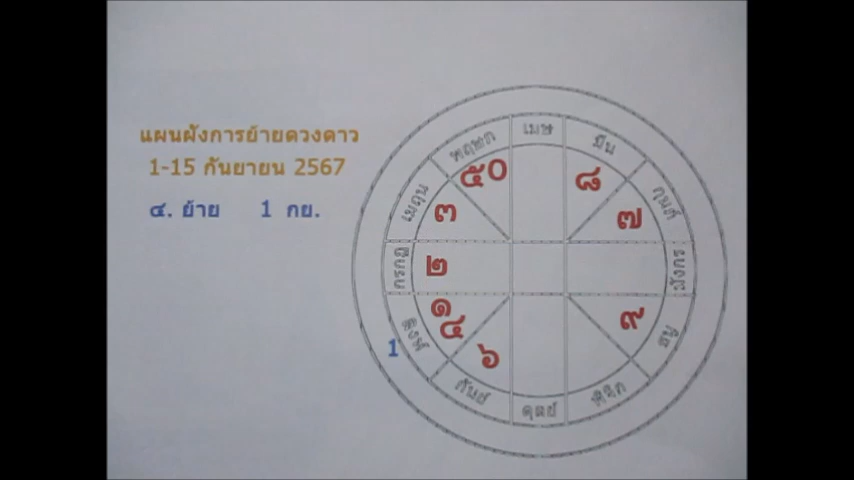 แผนผังการย้ายดวงดาว
1-15 กันยายน 2567
๔. ย้าย 1 กย.
เมษ
พฤษภ
มีน
๕๐
๘
เมถุน
กุมภ์
๓
๗
กรกฎ
๒
มังกร
๑
๔
สิงห์
๙
ธนู
1
๖
กันย์
พิจิก
ตุลย์